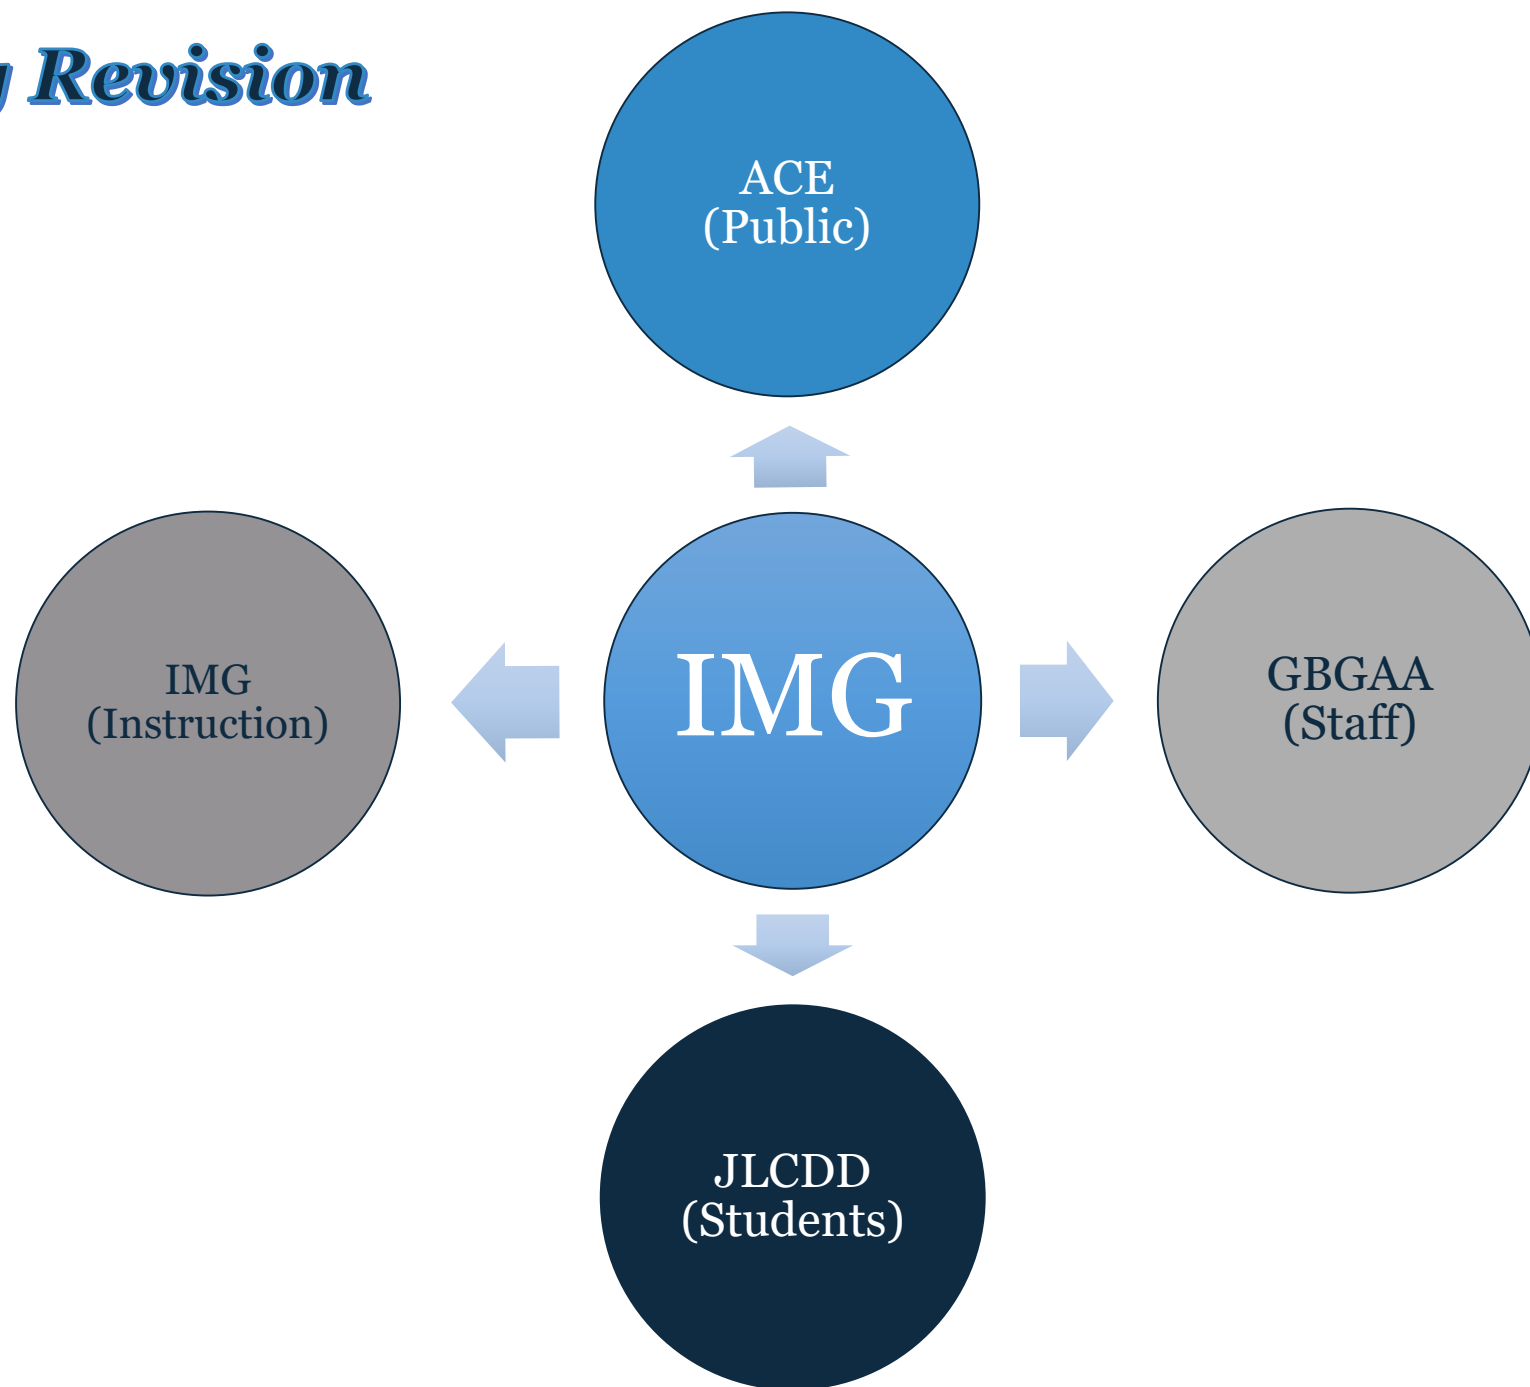 Revision
ACE
(Public)
IMG
(Instruction)
IMG
GBGAA
(Staff)
JLCDD
(Students)